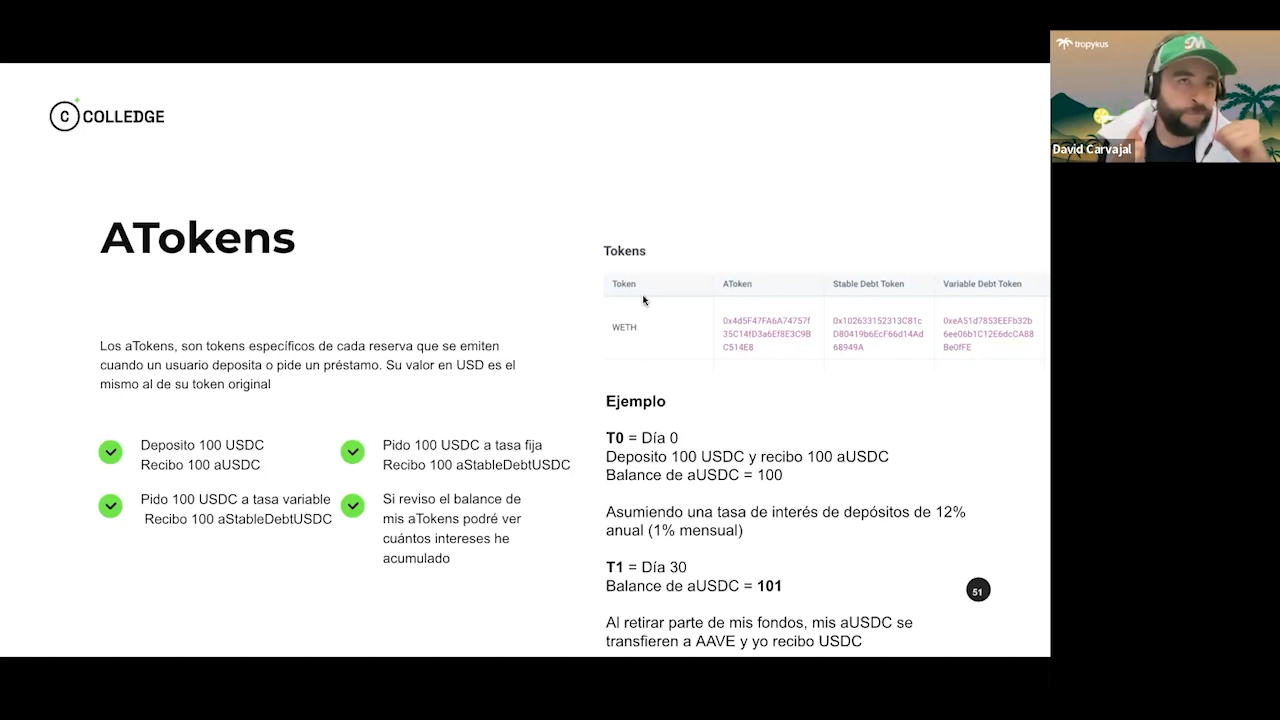 C COLLEDGE
ATokens
Los aTokens, son tokens específicos de cada reserva que se emiten
cuando un usuario deposita o pide un préstamo. Su valor en USD es el
mismo al de su token original
Deposito 100 USDC
Recibo 100 aUSDC
Pido 100 USDC a tasa fija
Recibo 100 aStableDebtUSDC
Pido 100 USDC a tasa variable
Recibo 100 aStableDebtUSDC
Si reviso el balance de
mis aTokens podré ver
cuántos intereses he
acumulado
Tokens
Token AToken Stable Debt Token Variable Debt Token
WETH
0x4d5F47FA6A74757f
35C14fD3a6Ef8E3C9B
C514E8
0x102633152313C81c
D80419b6EcF66d14Ad
68949A
0xeA51d7853EEFb32b
6ee06b1C12E6dcCA88
Be0fFE
Ejemplo
T0 = Día 0
Deposito 100 USDC y recibo 100 aUSDC
Balance de aUSDC = 100
Asumiendo una tasa de interés de depósitos de 12%
anual (1% mensual)
T1 = Día 30
Balance de aUSDC = 101
Al retirar parte de mis fondos, mis aUSDC se
transfieren a AAVE y yo recibo USDC
51
tropykus
David Carvajal